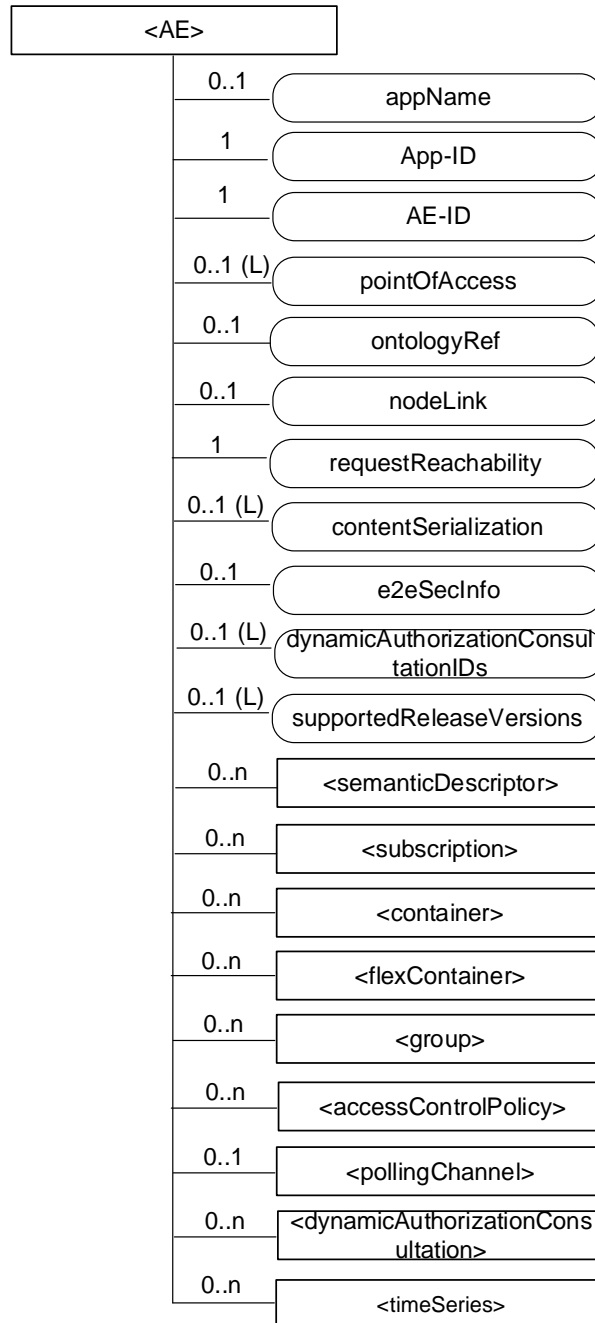 <AE>
0..1
appName
1
App-ID
1
AE-ID
0..1 (L)
pointOfAccess
0..1
ontologyRef
0..1
nodeLink
1
requestReachability
0..1 (L)
contentSerialization
0..1
e2eSecInfo
0..1 (L)
dynamicAuthorizationConsul
tationIDs
0..1 (L)
supportedReleaseVersions
0..n
<semanticDescriptor>
0..n
<subscription>
0..n
<container>
0..n
<flexContainer>
0..n
<group>
0..n
<accessControlPolicy>
0..1
<pollingChannel>
0..n
<dynamicAuthorizationCons
ultation>
0..n
<timeSeries>